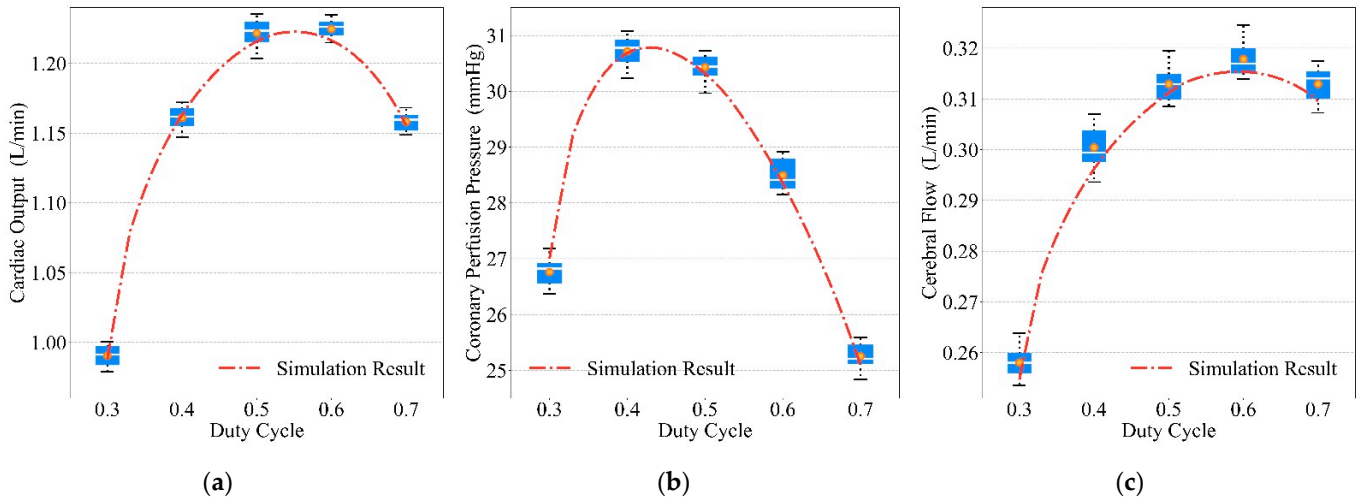 Cardiac Output (L/min)
1.20
1.15
1.10
1.05
1.00
Simulation Result
0.3 0.4 0.5 0.6 0.7
Duty Cycle
(a)
Coronary Perfusion Pressure (mmHg)
31
30
29
28
27
26
25
Simulation Result
0.3 0.4 0.5 0.6 0.7
Duty Cycle
(b)
Cerebral Flow (L/min)
0.32
0.31
0.30
0.29
0.28
0.27
0.26
Simulation Result
0.3 0.4 0.5 0.6 0.7
Duty Cycle
(c)